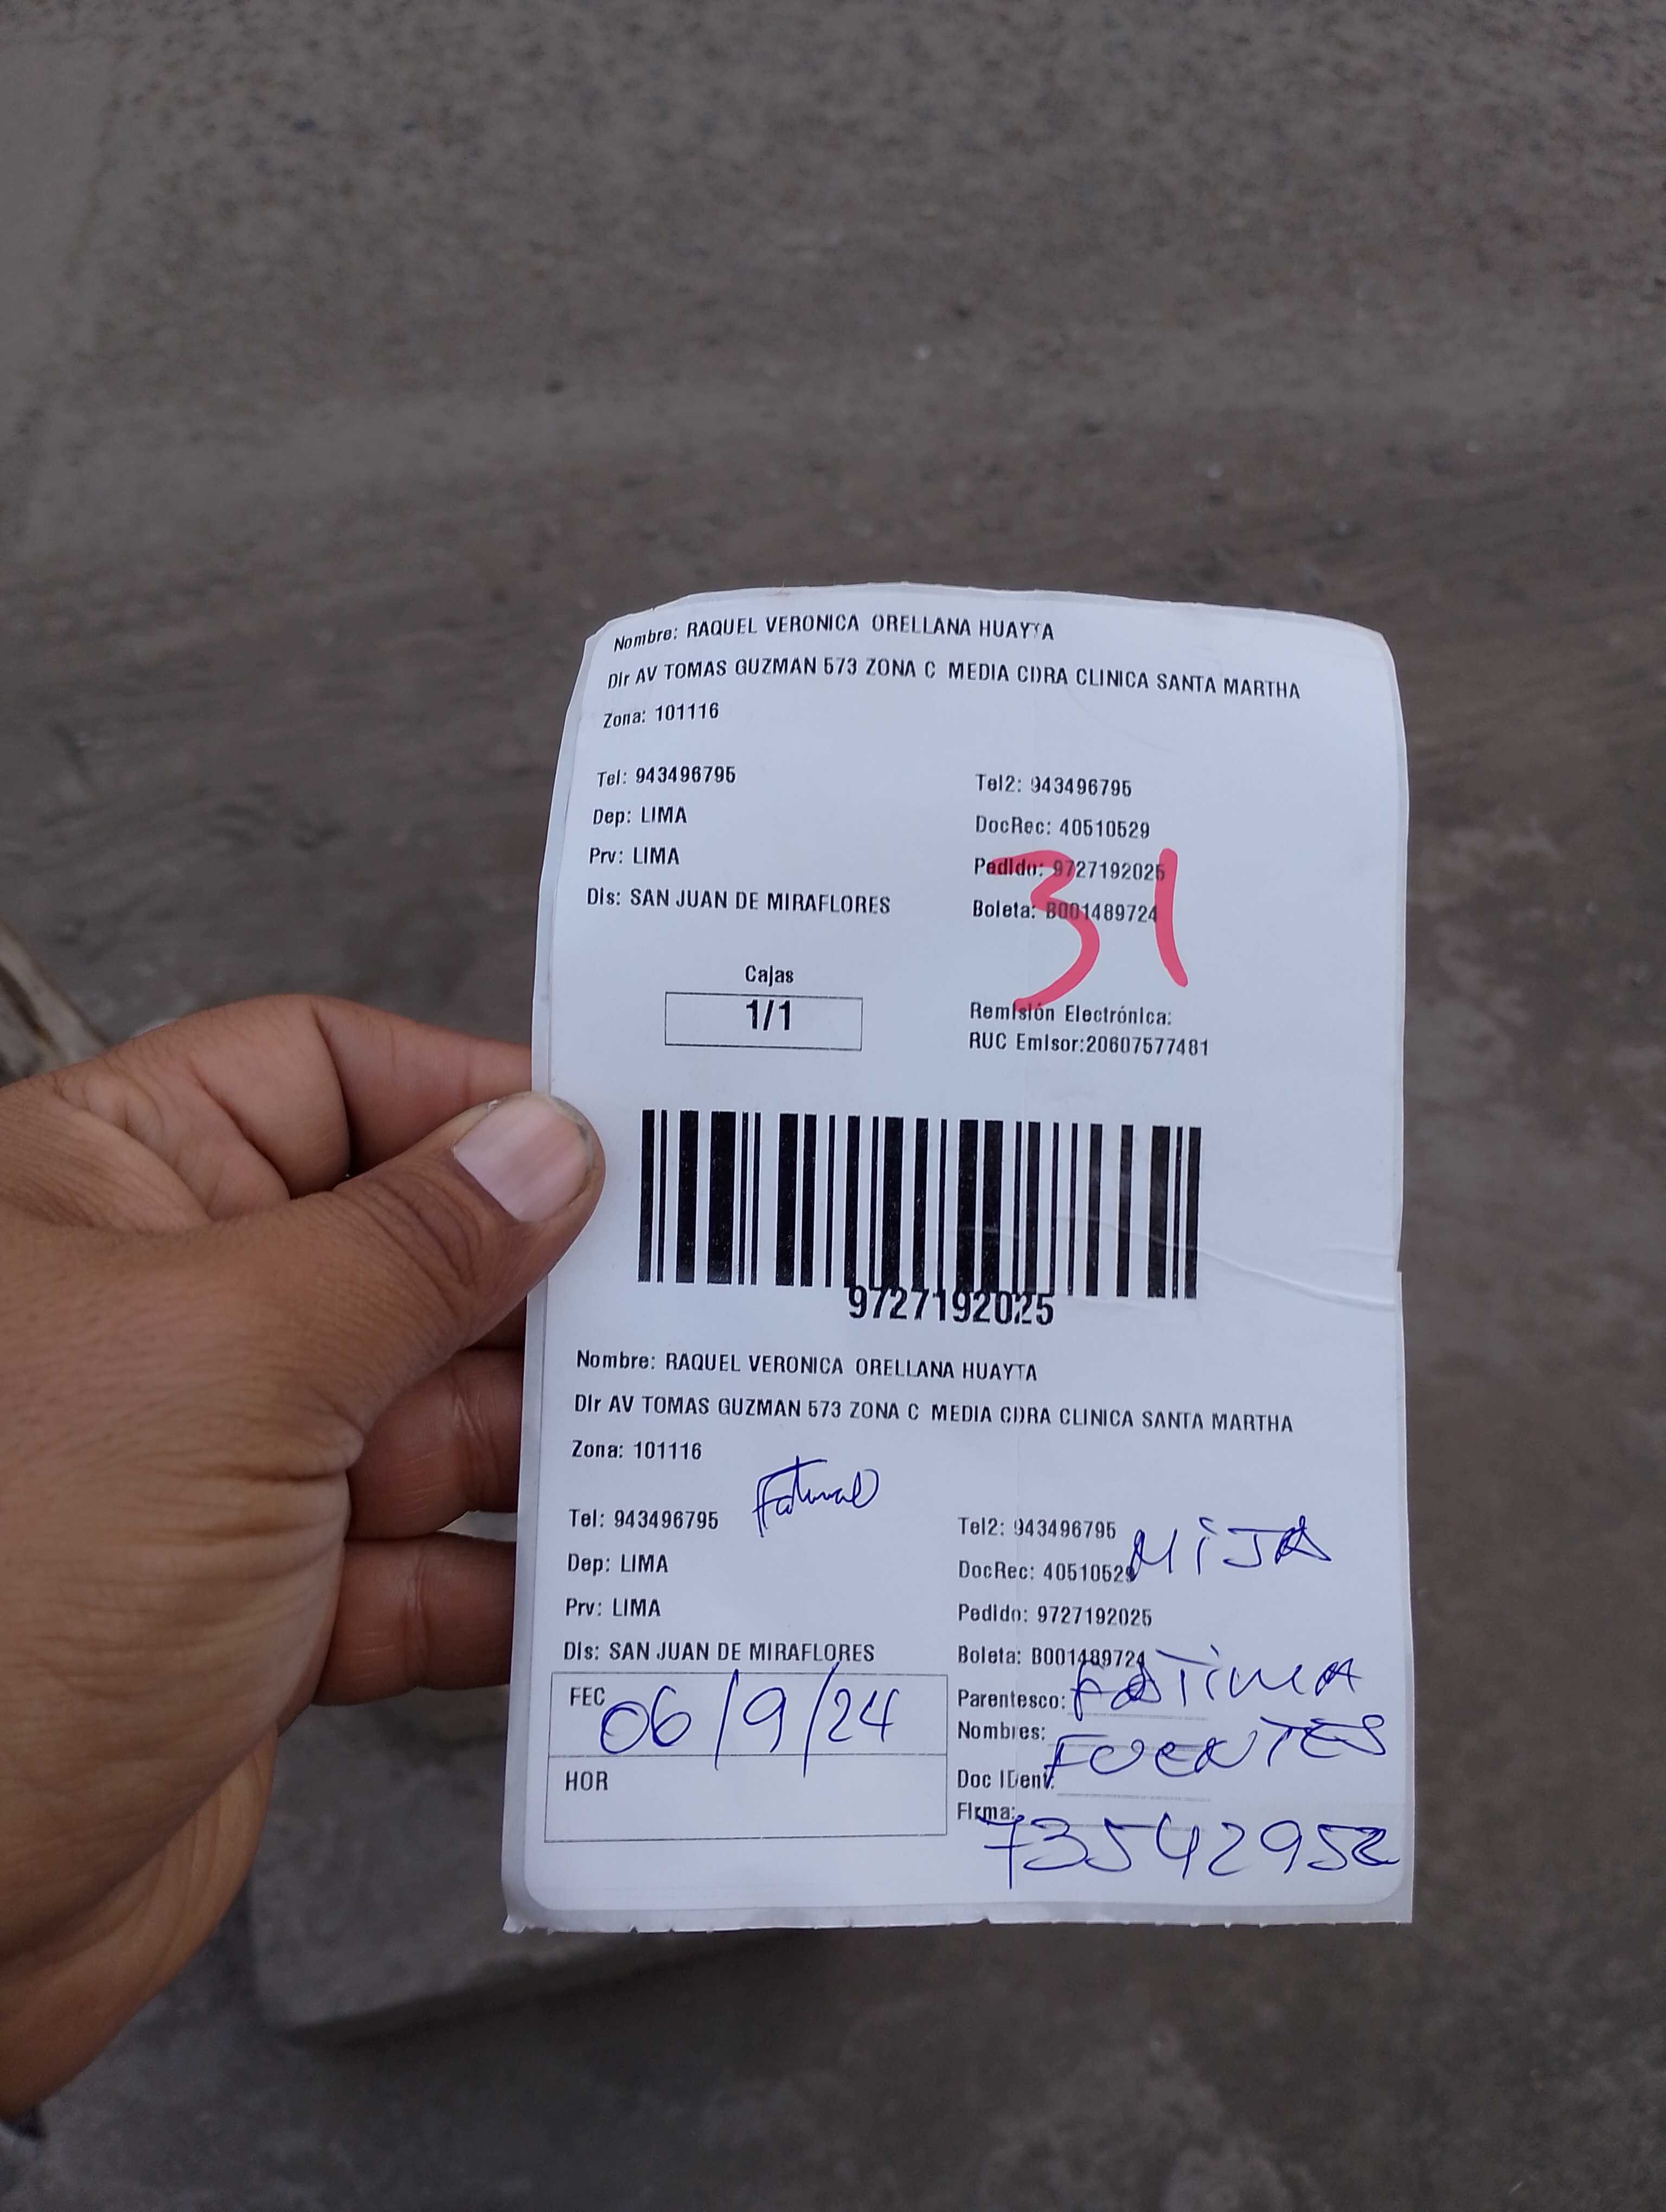 Nombre: RAQUEL VERONICA ORELLANA HUAYTA
Dir AV TOMAS GUZMAN 573 ZONA C MEDIA CDRA CLINICA SANTA MARTHA
Zona: 101116
Tel: 943496795
Tel2: 943496795
Dep: LIMA
DocRec: 40510529
Prv: LIMA
Pedido: 9727192025
Dis: SAN JUAN DE MIRAFLORES
Boleta: B001489724
31
Cajas
1/1
Remisión Electrónica:
RUC Emisor:20607577481
9727192025
Nombre: RAQUEL VERONICA ORELLANA HUAYTA
Dir AV TOMAS GUZMAN 573 ZONA C MEDIA CDRA CLINICA SANTA MARTHA
Zona: 101116
Tel: 943496795
Tel2: 943496795
Dep: LIMA
DocRec: 40510529
Prv: LIMA
Pedido: 9727192025
Dis: SAN JUAN DE MIRAFLORES
Boleta: B001489724
FEC 06/9/24
Parentesco: FATIMA
Nombres: FUENTES
HOR
Doc IDent:
Firma:
73542952